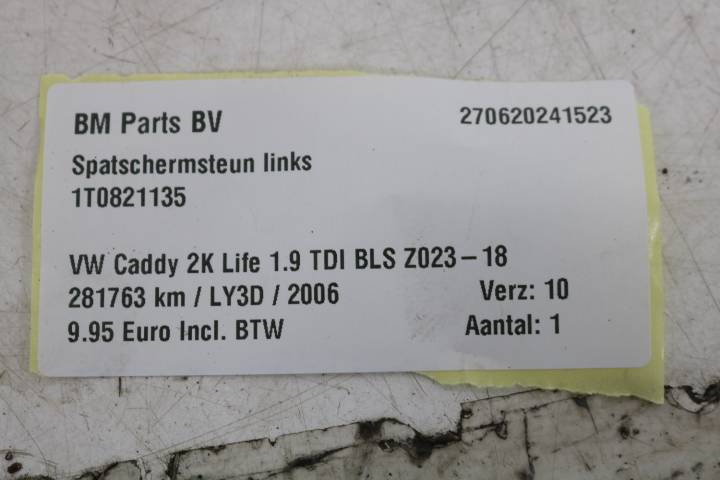 BM Parts BV 270620241523
Spatschermsteun links
1T0821135
VW Caddy 2K Life 1.9 TDI BLS Z023-18
281763 km / LY3D / 2006 Verz: 10
9.95 Euro Incl. BTW Aantal: 1